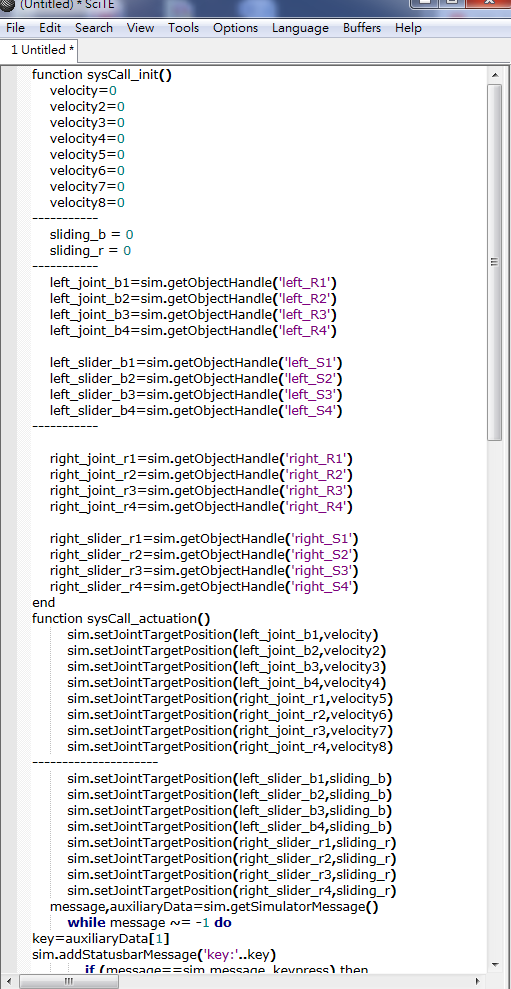 (Untitled) * SciTE
File Edit Search View Tools Options Language Buffers Help
1 Untitled *
function sysCall_init()
velocity=0
velocity2=0
velocity3=0
velocity4=0
velocity5=0
velocity6=0
velocity7=0
velocity8=0
-----------
sliding_b = 0
sliding_r = 0
-----------
left_joint_b1=sim.getObjectHandle('left_R1')
left_joint_b2=sim.getObjectHandle('left_R2')
left_joint_b3=sim.getObjectHandle('left_R3')
left_joint_b4=sim.getObjectHandle('left_R4')
left_slider_b1=sim.getObjectHandle('left_S1')
left_slider_b2=sim.getObjectHandle('left_S2')
left_slider_b3=sim.getObjectHandle('left_S3')
left_slider_b4=sim.getObjectHandle('left_S4')
-----------
right_joint_r1=sim.getObjectHandle('right_R1')
right_joint_r2=sim.getObjectHandle('right_R2')
right_joint_r3=sim.getObjectHandle('right_R3')
right_joint_r4=sim.getObjectHandle('right_R4')
right_slider_r1=sim.getObjectHandle('right_S1')
right_slider_r2=sim.getObjectHandle('right_S2')
right_slider_r3=sim.getObjectHandle('right_S3')
right_slider_r4=sim.getObjectHandle('right_S4')
end
function sysCall_actuation()
sim.setJointTargetPosition(left_joint_b1,velocity)
sim.setJointTargetPosition(left_joint_b2,velocity2)
sim.setJointTargetPosition(left_joint_b3,velocity3)
sim.setJointTargetPosition(left_joint_b4,velocity4)
sim.setJointTargetPosition(right_joint_r1,velocity5)
sim.setJointTargetPosition(right_joint_r2,velocity6)
sim.setJointTargetPosition(right_joint_r3,velocity7)
sim.setJointTargetPosition(right_joint_r4,velocity8)
---------------------
sim.setJointTargetPosition(left_slider_b1,sliding_b)
sim.setJointTargetPosition(left_slider_b2,sliding_b)
sim.setJointTargetPosition(left_slider_b3,sliding_b)
sim.setJointTargetPosition(left_slider_b4,sliding_b)
sim.setJointTargetPosition(right_slider_r1,sliding_r)
sim.setJointTargetPosition(right_slider_r2,sliding_r)
sim.setJointTargetPosition(right_slider_r3,sliding_r)
sim.setJointTargetPosition(right_slider_r4,sliding_r)
message,auxiliaryData=sim.getSimulatorMessage()
while message ~= -1 do
key=auxiliaryData[1]
sim.addStatusbarMessage('key:'..key)
if (message==sim.message_keypress) then